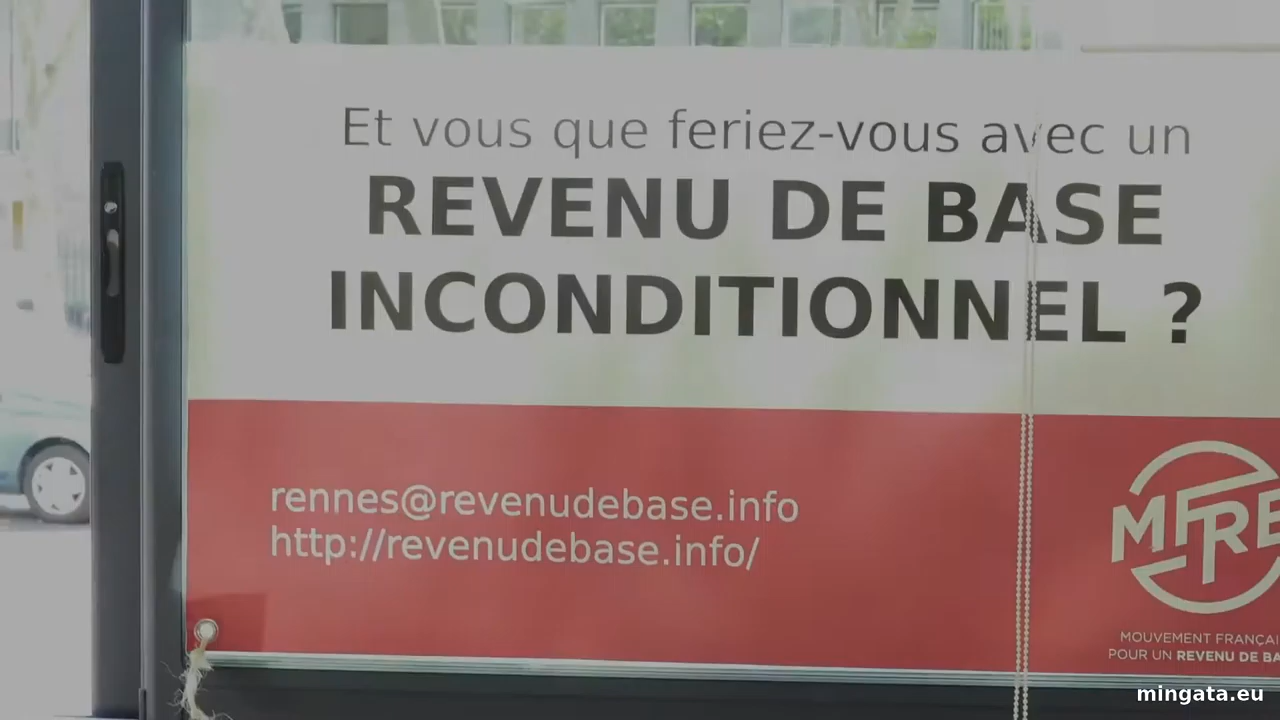 Et vous que feriez-vous avec un
REVENU DE BASE
INCONDITIONNEL ?
rennes@revenudebase.info
http://revenudebase.info/
MFRB
MOUVEMENT FRANÇAI
POUR UN REVENU DE BA
mingata.eu